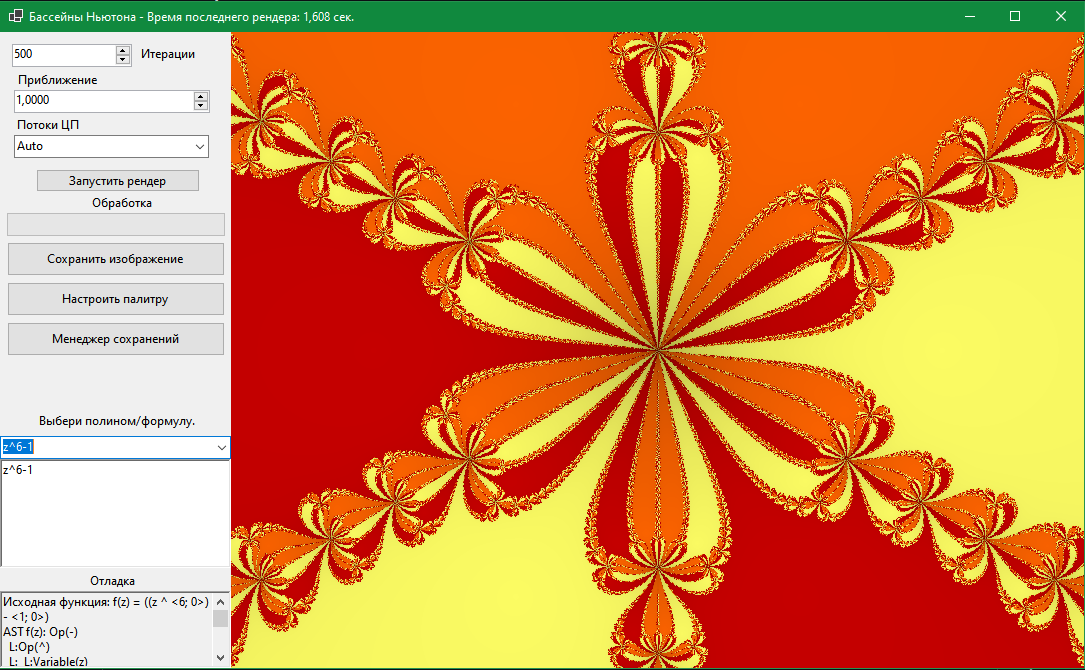 Бассейны Ньютона - Время последнего рендера: 1,608 сек.
500 Итерации
Приближение
1,0000
Потоки ЦП
Auto
Запустить рендер
Обработка
Сохранить изображение
Настроить палитру
Менеджер сохранений
Выбери полином/формулу.
z^6-1
z^6-1
Отладка
Исходная функция: f(z) = ((z ^ <6; 0>)
- <1; 0>)
AST f(z): Op(-)
L:Op(^)
L: L:Variable(z)